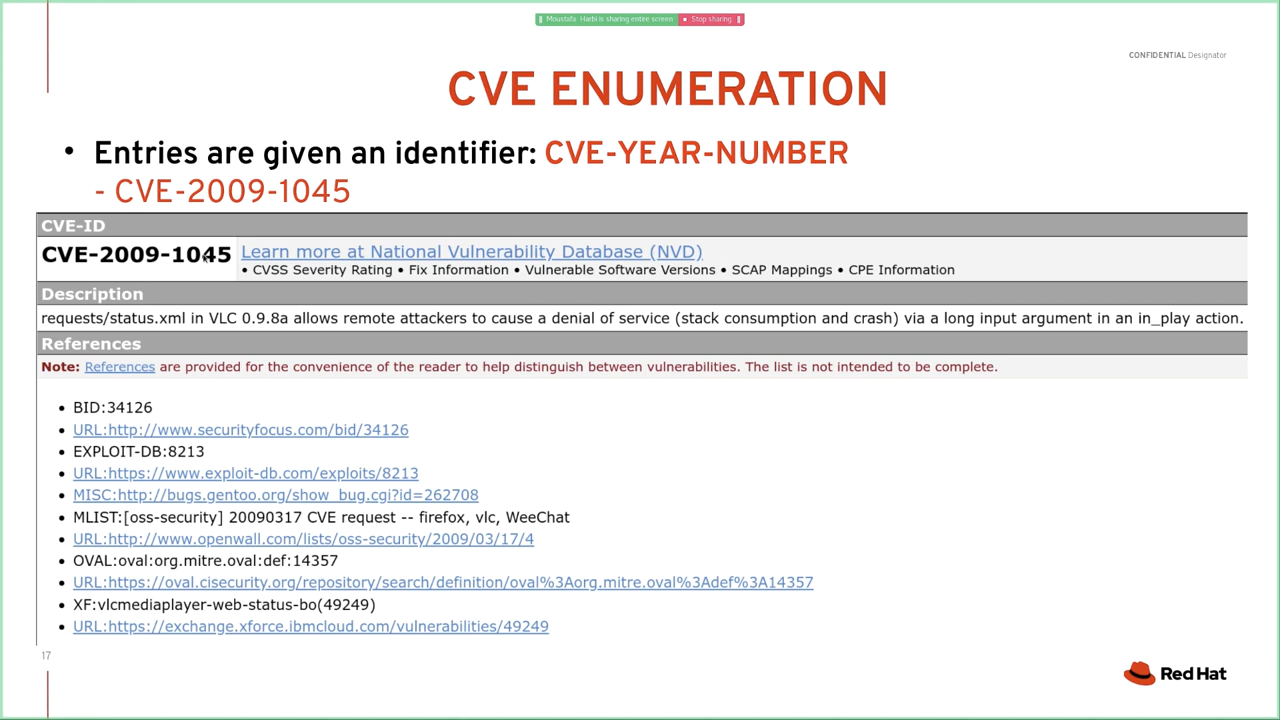 Moustafa Harbi is sharing entire screen Stop sharing
CONFIDENTIAL Designator
CVE ENUMERATION
• Entries are given an identifier: CVE-YEAR-NUMBER
- CVE-2009-1045
CVE-ID
CVE-2009-1045 Learn more at National Vulnerability Database (NVD)
• CVSS Severity Rating • Fix Information • Vulnerable Software Versions • SCAP Mappings • CPE Information
Description
requests/status.xml in VLC 0.9.8a allows remote attackers to cause a denial of service (stack consumption and crash) via a long input argument in an in_play action.
References
Note: References are provided for the convenience of the reader to help distinguish between vulnerabilities. The list is not intended to be complete.
• BID:34126
• URL:http://www.securityfocus.com/bid/34126
• EXPLOIT-DB:8213
• URL:https://www.exploit-db.com/exploits/8213
• MISC:http://bugs.gentoo.org/show_bug.cgi?id=262708
• MLIST:[oss-security] 20090317 CVE request -- firefox, vlc, WeeChat
• URL:http://www.openwall.com/lists/oss-security/2009/03/17/4
• OVAL:oval:org.mitre.oval:def:14357
• URL:https://oval.cisecurity.org/repository/search/definition/oval%3Aorg.mitre.oval%3Adef%3A14357
• XF:vlcmediaplayer-web-status-bo(49249)
• URL:https://exchange.xforce.ibmcloud.com/vulnerabilities/49249
17
Red Hat